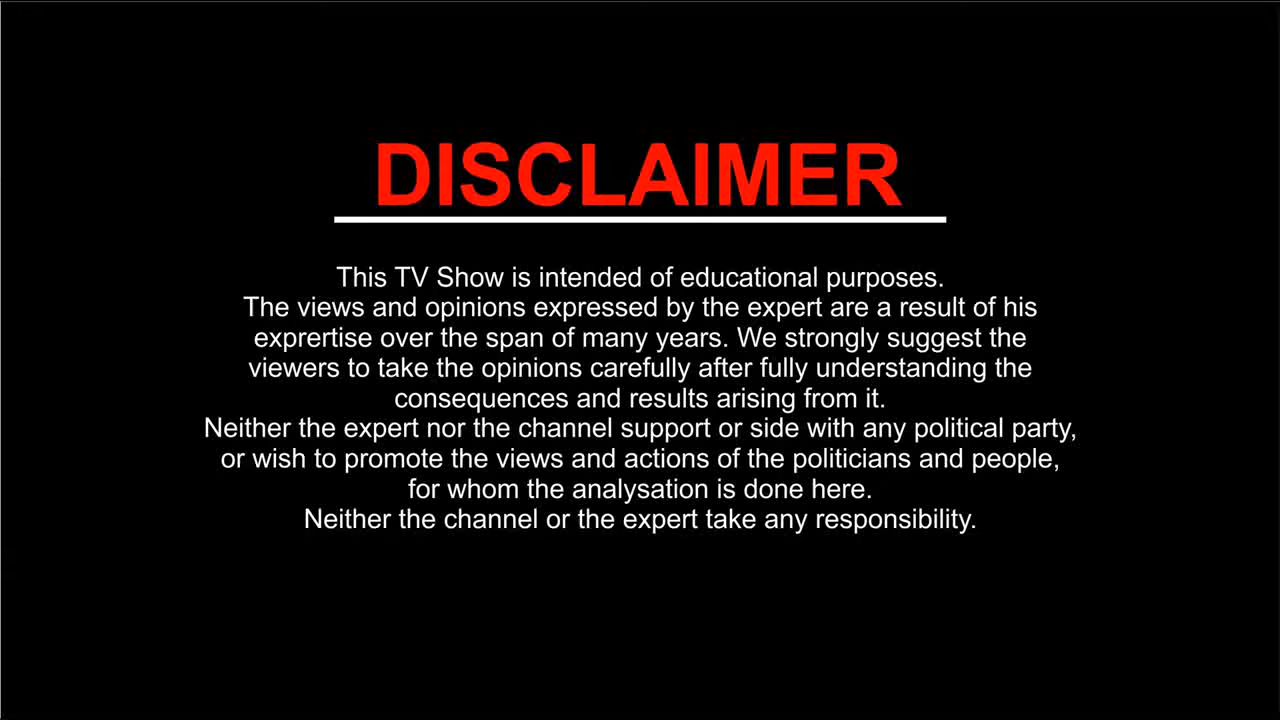 DISCLAIMER
This TV Show is intended of educational purposes.
The views and opinions expressed by the expert are a result of his
exprertise over the span of many years. We strongly suggest the
viewers to take the opinions carefully after fully understanding the
consequences and results arising from it.
Neither the expert nor the channel support or side with any political party,
or wish to promote the views and actions of the politicians and people,
for whom the analysation is done here.
Neither the channel or the expert take any responsibility.